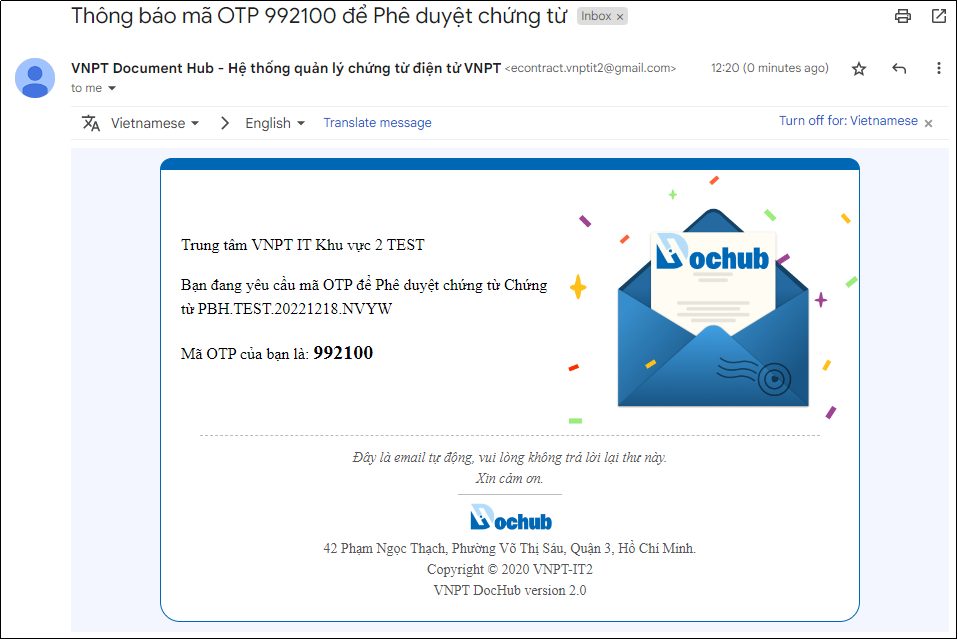 Thông báo mã OTP 992100 để Phê duyệt chứng từ Inbox ×
VNPT Document Hub - Hệ thống quản lý chứng từ điện tử VNPT <econtract.vnptit2@gmail.com> 12:20 (0 minutes ago)
to me
Vietnamese > English Translate message Turn off for: Vietnamese ×
Dochub
Trung tâm VNPT IT Khu vực 2 TEST
Bạn đang yêu cầu mã OTP để Phê duyệt chứng từ Chứng
từ PBH.TEST.20221218.NVYW
Mã OTP của bạn là: 992100
Đây là email tự động, vui lòng không trả lời lại thư này.
Xin cảm ơn.
Dochub
42 Phạm Ngọc Thạch, Phường Võ Thị Sáu, Quận 3, Hồ Chí Minh.
Copyright © 2020 VNPT-IT2
VNPT DocHub version 2.0